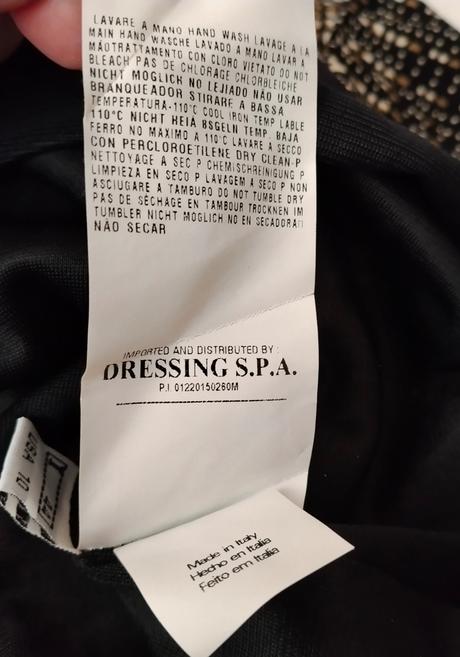 LAVARE A MANO HAND WASH LAVAGE A LA
MAIN HAND WASCHE LAVADO A MANO LAVAR A
MÁOTRATTAMENTO CON CLORO VIETATO DO NOT
BLEACH PAS DE CHLORAGE CHLORBLEICHE
NICHT MOGLICH NO LEJIADO NÃO USAR
BRANQUEADOR STIRARE A BASSA
TEMPERATURA-110°C COOL IRON TEMP LABLE
110°C NICHT HEIA BSGELN TEMP. BAJA
FERRO NO MAXIMO A 110°C LAVARE A SECCO
CON PERCLOROETILENE DRY CLEAN-P
NETTOYAGE A SEC P CHEMISCHREINIGUNG P
LIMPIEZA EN SECO P LAVAGEM A SECO P NON
ASCIUGARE A TAMBURO DO NOT TUMBLE DRY
PAS DE SÈCHAGE EN TAMBOUR TROCKNEN IM
TUMBLER NICHT MOGLICH NO EN SECADORA
NÃO SECAR
IMPORTED AND DISTRIBUTED BY :
DRESSING S.P.A.
P.I. 01220150260M
USA 10
Made in Italy
Hecho en Italia
Feito em Italia